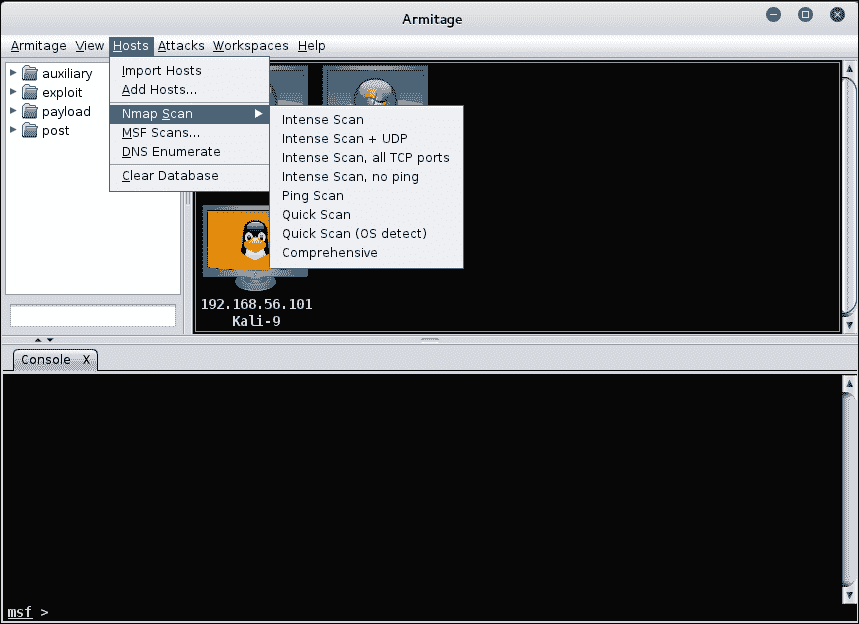 Armitage
Armitage View Hosts Attacks Workspaces Help
auxiliary
exploit
payload
post
Import Hosts
Add Hosts...
Nmap Scan
MSF Scans...
DNS Enumerate
Clear Database
Intense Scan
Intense Scan + UDP
Intense Scan, all TCP ports
Intense Scan, no ping
Ping Scan
Quick Scan
Quick Scan (OS detect)
Comprehensive
192.168.56.101
Kali-9
Console X
msf >